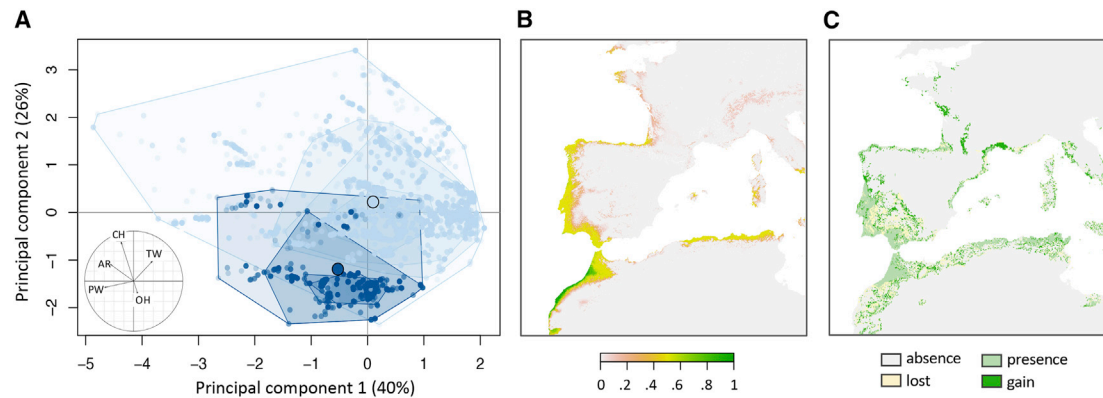 A
Principal component 2 (26%)
3
2
1
0
−1
−2
CH
TW
AR
PW
OH
−5 −4 −3 −2 −1 0 1 2
Principal component 1 (40%)
B
0 .2 .4 .6 .8 1
C
absence
presence
lost
gain